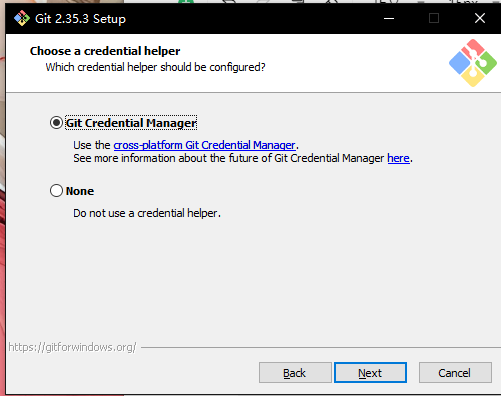 Git 2.35.3 Setup
Choose a credential helper
Which credential helper should be configured?
Git Credential Manager
Use the cross-platform Git Credential Manager.
See more information about the future of Git Credential Manager here.
None
Do not use a credential helper.
https://gitforwindows.org/
Back Next Cancel